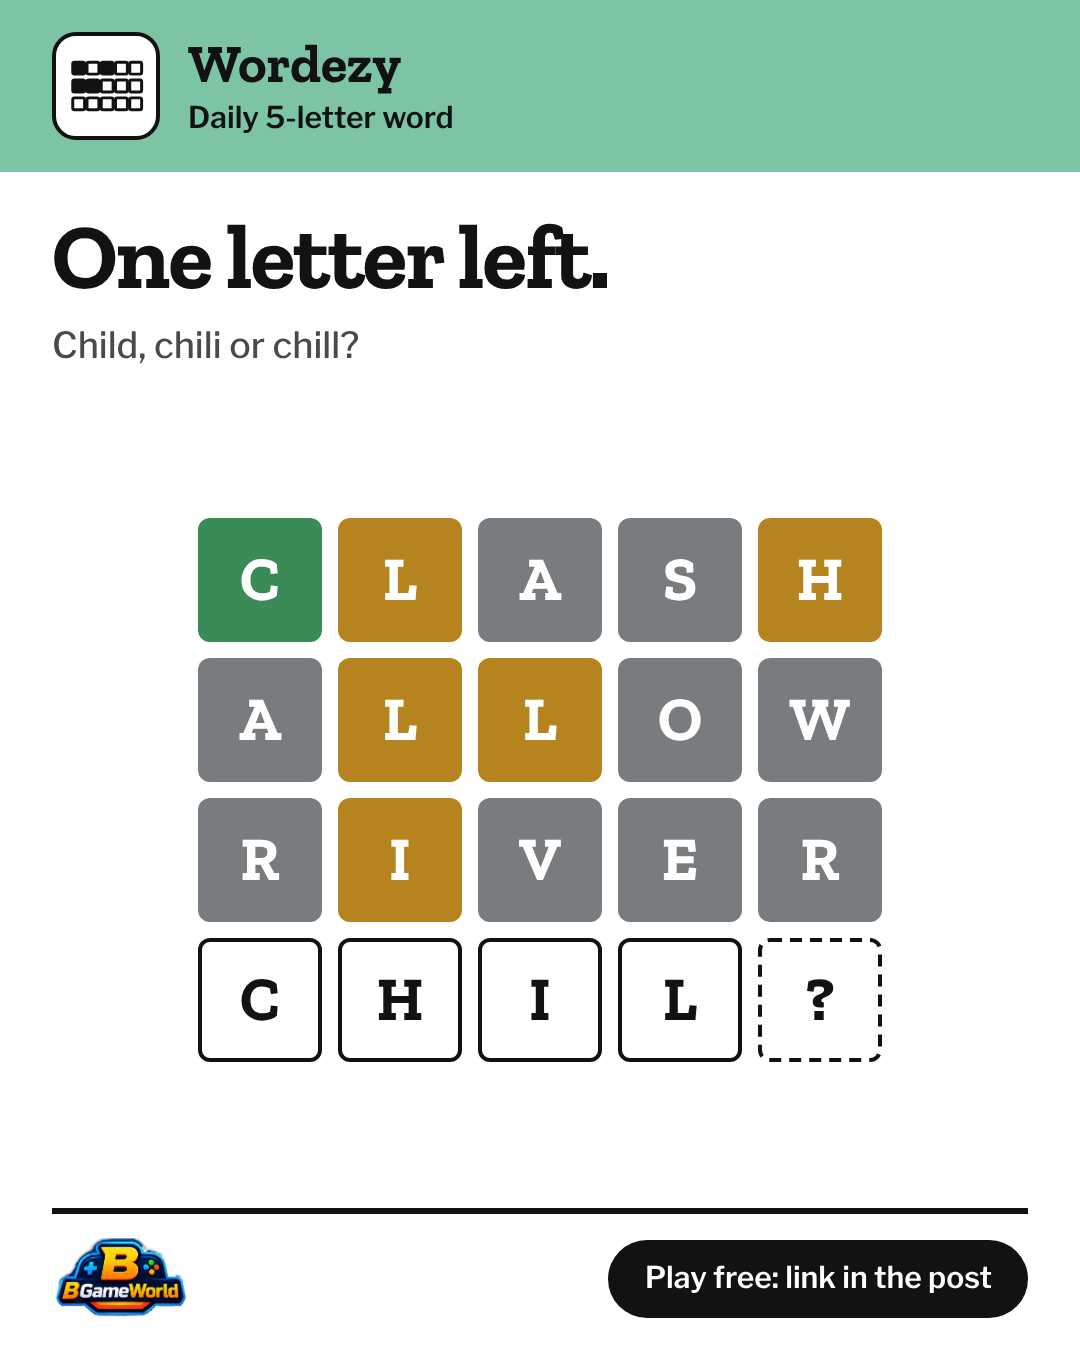 Wordezy
Daily 5-letter word
One letter left.
Child, chili or chill?
C L A S H
A L L O W
R I V E R
C H I L ?
B
BGameWorld
Play free: link in the post